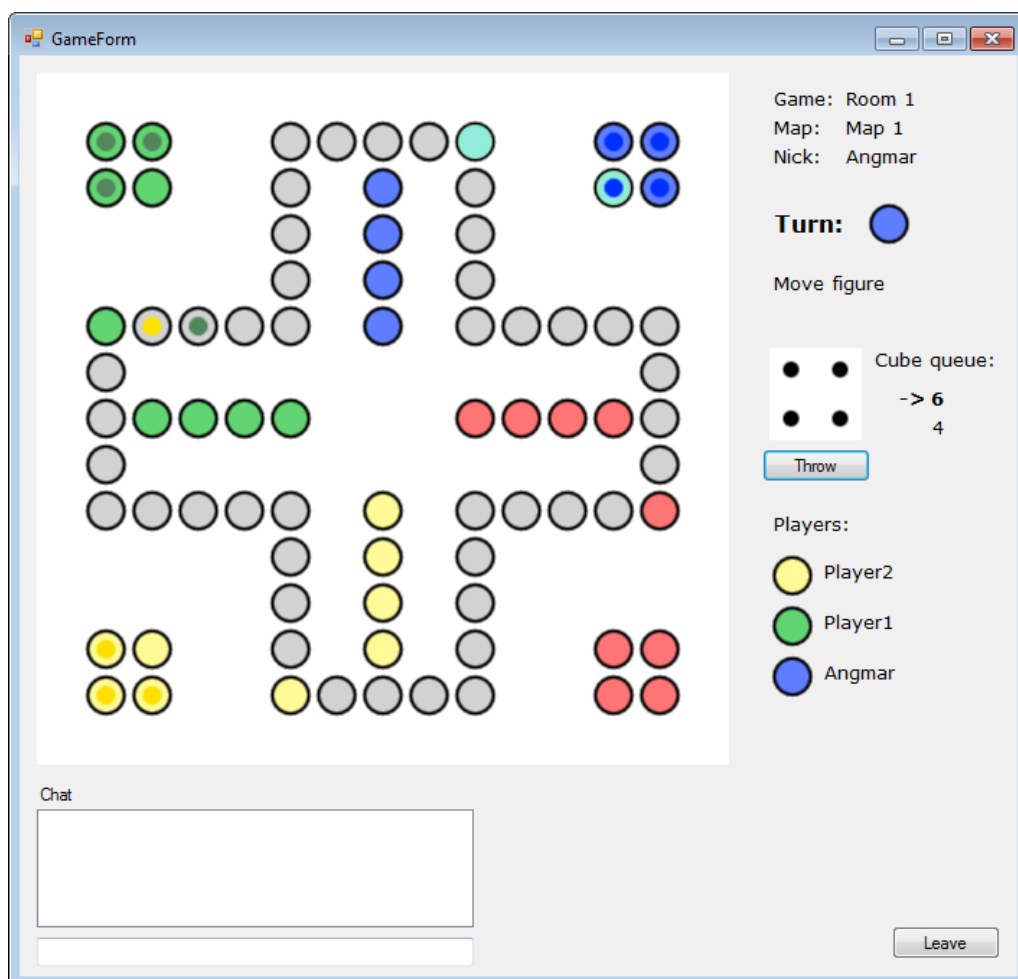 GameForm
Game: Room 1
Map: Map 1
Nick: Angmar
Turn:
Move figure
Cube queue:
-> 6
4
Throw
Players:
Player2
Player1
Angmar
Chat
Leave